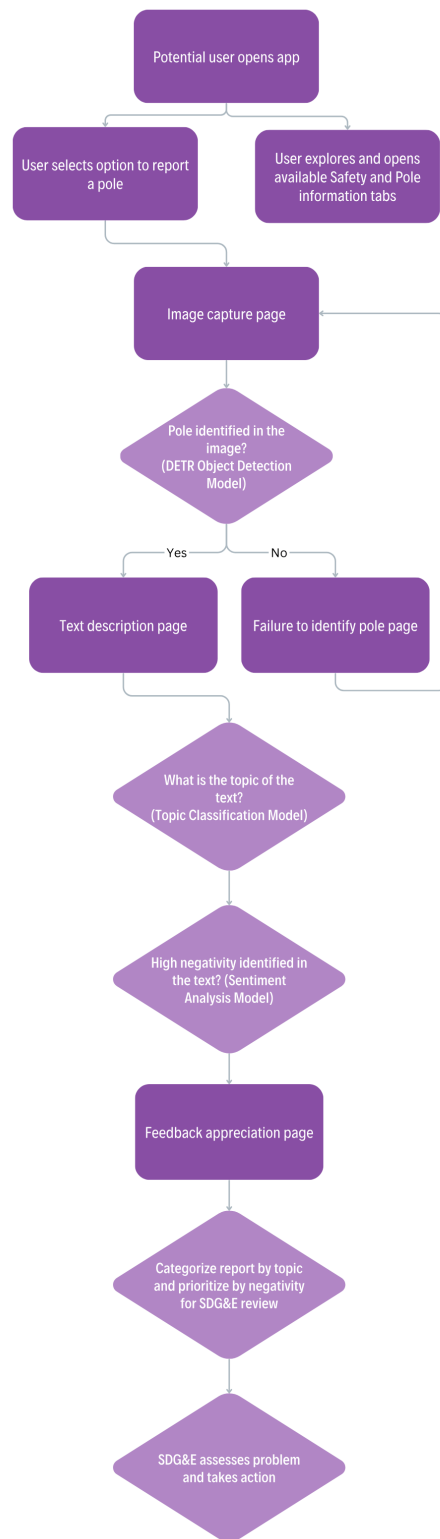 Potential user opens app
User selects option to report
a pole
User explores and opens
available Safety and Pole
information tabs
Image capture page
Pole identified in the
image?
(DETR Object Detection
Model)
Yes
No
Text description page
Failure to identify pole page
What is the topic of the
text?
(Topic Classification Model)
High negativity identified in
the text? (Sentiment
Analysis Model)
Feedback appreciation page
Categorize report by topic
and prioritize by negativity
for SDG&E review
SDG&E assesses problem
and takes action